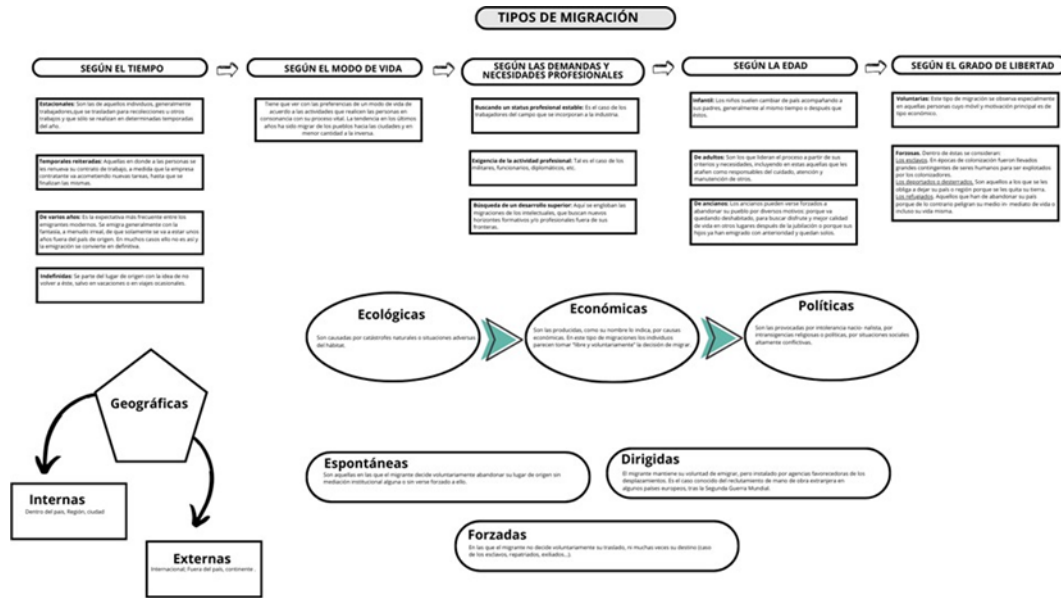 TIPOS DE MIGRACIÓN
SEGÚN EL TIEMPO
Estacionales: Son las de aquellos individuos, generalmente
trabajadores,que se trasladan para recolecciones u otros
trabajos y que sólo se realizan en determinadas temporadas
del año.
Temporales reiteradas: Aquellas en donde a las personas se
les renueva su contrato de trabajo, a medida que la empresa
contratante va acometiendo nuevas tareas, hasta que se
finalizan las mismas.
De varios años: Es la expectativa más frecuente entre los
emigrantes modernos. Se emigra generalmente con la
fantasía, a menudo irreal, de que solamente se va a estar unos
años fuera del país de origen. En muchos casos ello no es así y
la emigración se convierte en definitiva.
Indefinidas: Se parte del lugar de origen con la idea de no
volver a éste, salvo en vacaciones o en viajes ocasionales.
SEGÚN EL MODO DE VIDA
Tiene que ver con las preferencias de un modo de vida de
acuerdo a las actividades que realizan las personas en
consonancia con su proceso vital. La tendencia en los últimos
años ha sido migrar de los pueblos hacia las ciudades y en
menor cantidad a la inversa.
SEGÚN LAS DEMANDAS Y
NECESIDADES PROFESIONALES
Buscando un status profesional estable: Es el caso de los
trabajadores del campo que se incorporan a la industria.
Exigencia de la actividad profesional: Tal es el caso de los
militares, funcionarios, diplomáticos, etc.
Búsqueda de un desarrollo superior: Aquí se engloban las
migraciones de los intelectuales, que buscan nuevos
horizontes formativos y/o profesionales fuera de sus
fronteras.
SEGÚN LA EDAD
Infantil: Los niños suelen cambiar de país acompañando a
sus padres, generalmente al mismo tiempo o después que
éstos.
De adultos: Son los que lideran el proceso a partir de sus
criterios y necesidades, incluyendo en estas aquellas que les
atañen como responsables del cuidado, atención y
manutención de otros.
De ancianos: Los ancianos pueden verse forzados a
abandonar su pueblo por diversos motivos: porque va
quedando deshabitado, para buscar disfrute y mejor calidad
de vida en otros lugares después de la jubilación o porque sus
hijos ya han emigrado con anterioridad y quedan solos.
SEGÚN EL GRADO DE LIBERTAD
Voluntarias: Este tipo de migración se observa especialmente
en aquellas personas cuyo móvil y motivación principal es de
tipo económico.
Forzosas. Dentro de éstas se consideran:
Los esclavos. En épocas de colonización fueron llevados
grandes contingentes de seres humanos para ser explotados
por los colonizadores.
Los deportados o desterrados. Son aquellos a los que se les
obliga a dejar su país o región porque se les quita su tierra.
Los refugiados. Aquellos que han de abandonar su país
porque de lo contrario peligran su medio in- mediato de vida o
incluso su vida misma.
Ecológicas
Son causadas por catástrofes naturales o situaciones adversas
del hábitat.
Económicas
Son las producidas, como su nombre lo indica, por causas
económicas. En este tipo de migraciones los individuos
parecen tomar "libre y voluntariamente" la decisión de migrar.
Políticas
Son las provocadas por intolerancia nacio- nalista, por
intransigencias religiosas o políticas, por situaciones sociales
altamente conflictivas.
Geográficas
Internas
Dentro del país, Región, ciudad
Externas
Internacional, Fuera del país, continente .
Espontáneas
Son aquellas en las que el migrante decide voluntariamente abandonar su lugar de origen sin
mediación institucional alguna o sin verse forzado a ello.
Dirigidas
El migrante mantiene su voluntad de emigrar, pero instalado por agencias favorecedoras de los
desplazamientos. Es el caso conocido del reclutamiento de mano de obra extranjera en
algunos países europeos, tras la Segunda Guerra Mundial.
Forzadas
En las que el migrante no decide voluntariamente su traslado, ni muchas veces su destino (caso
de los esclavos, repatriados, exiliados...).